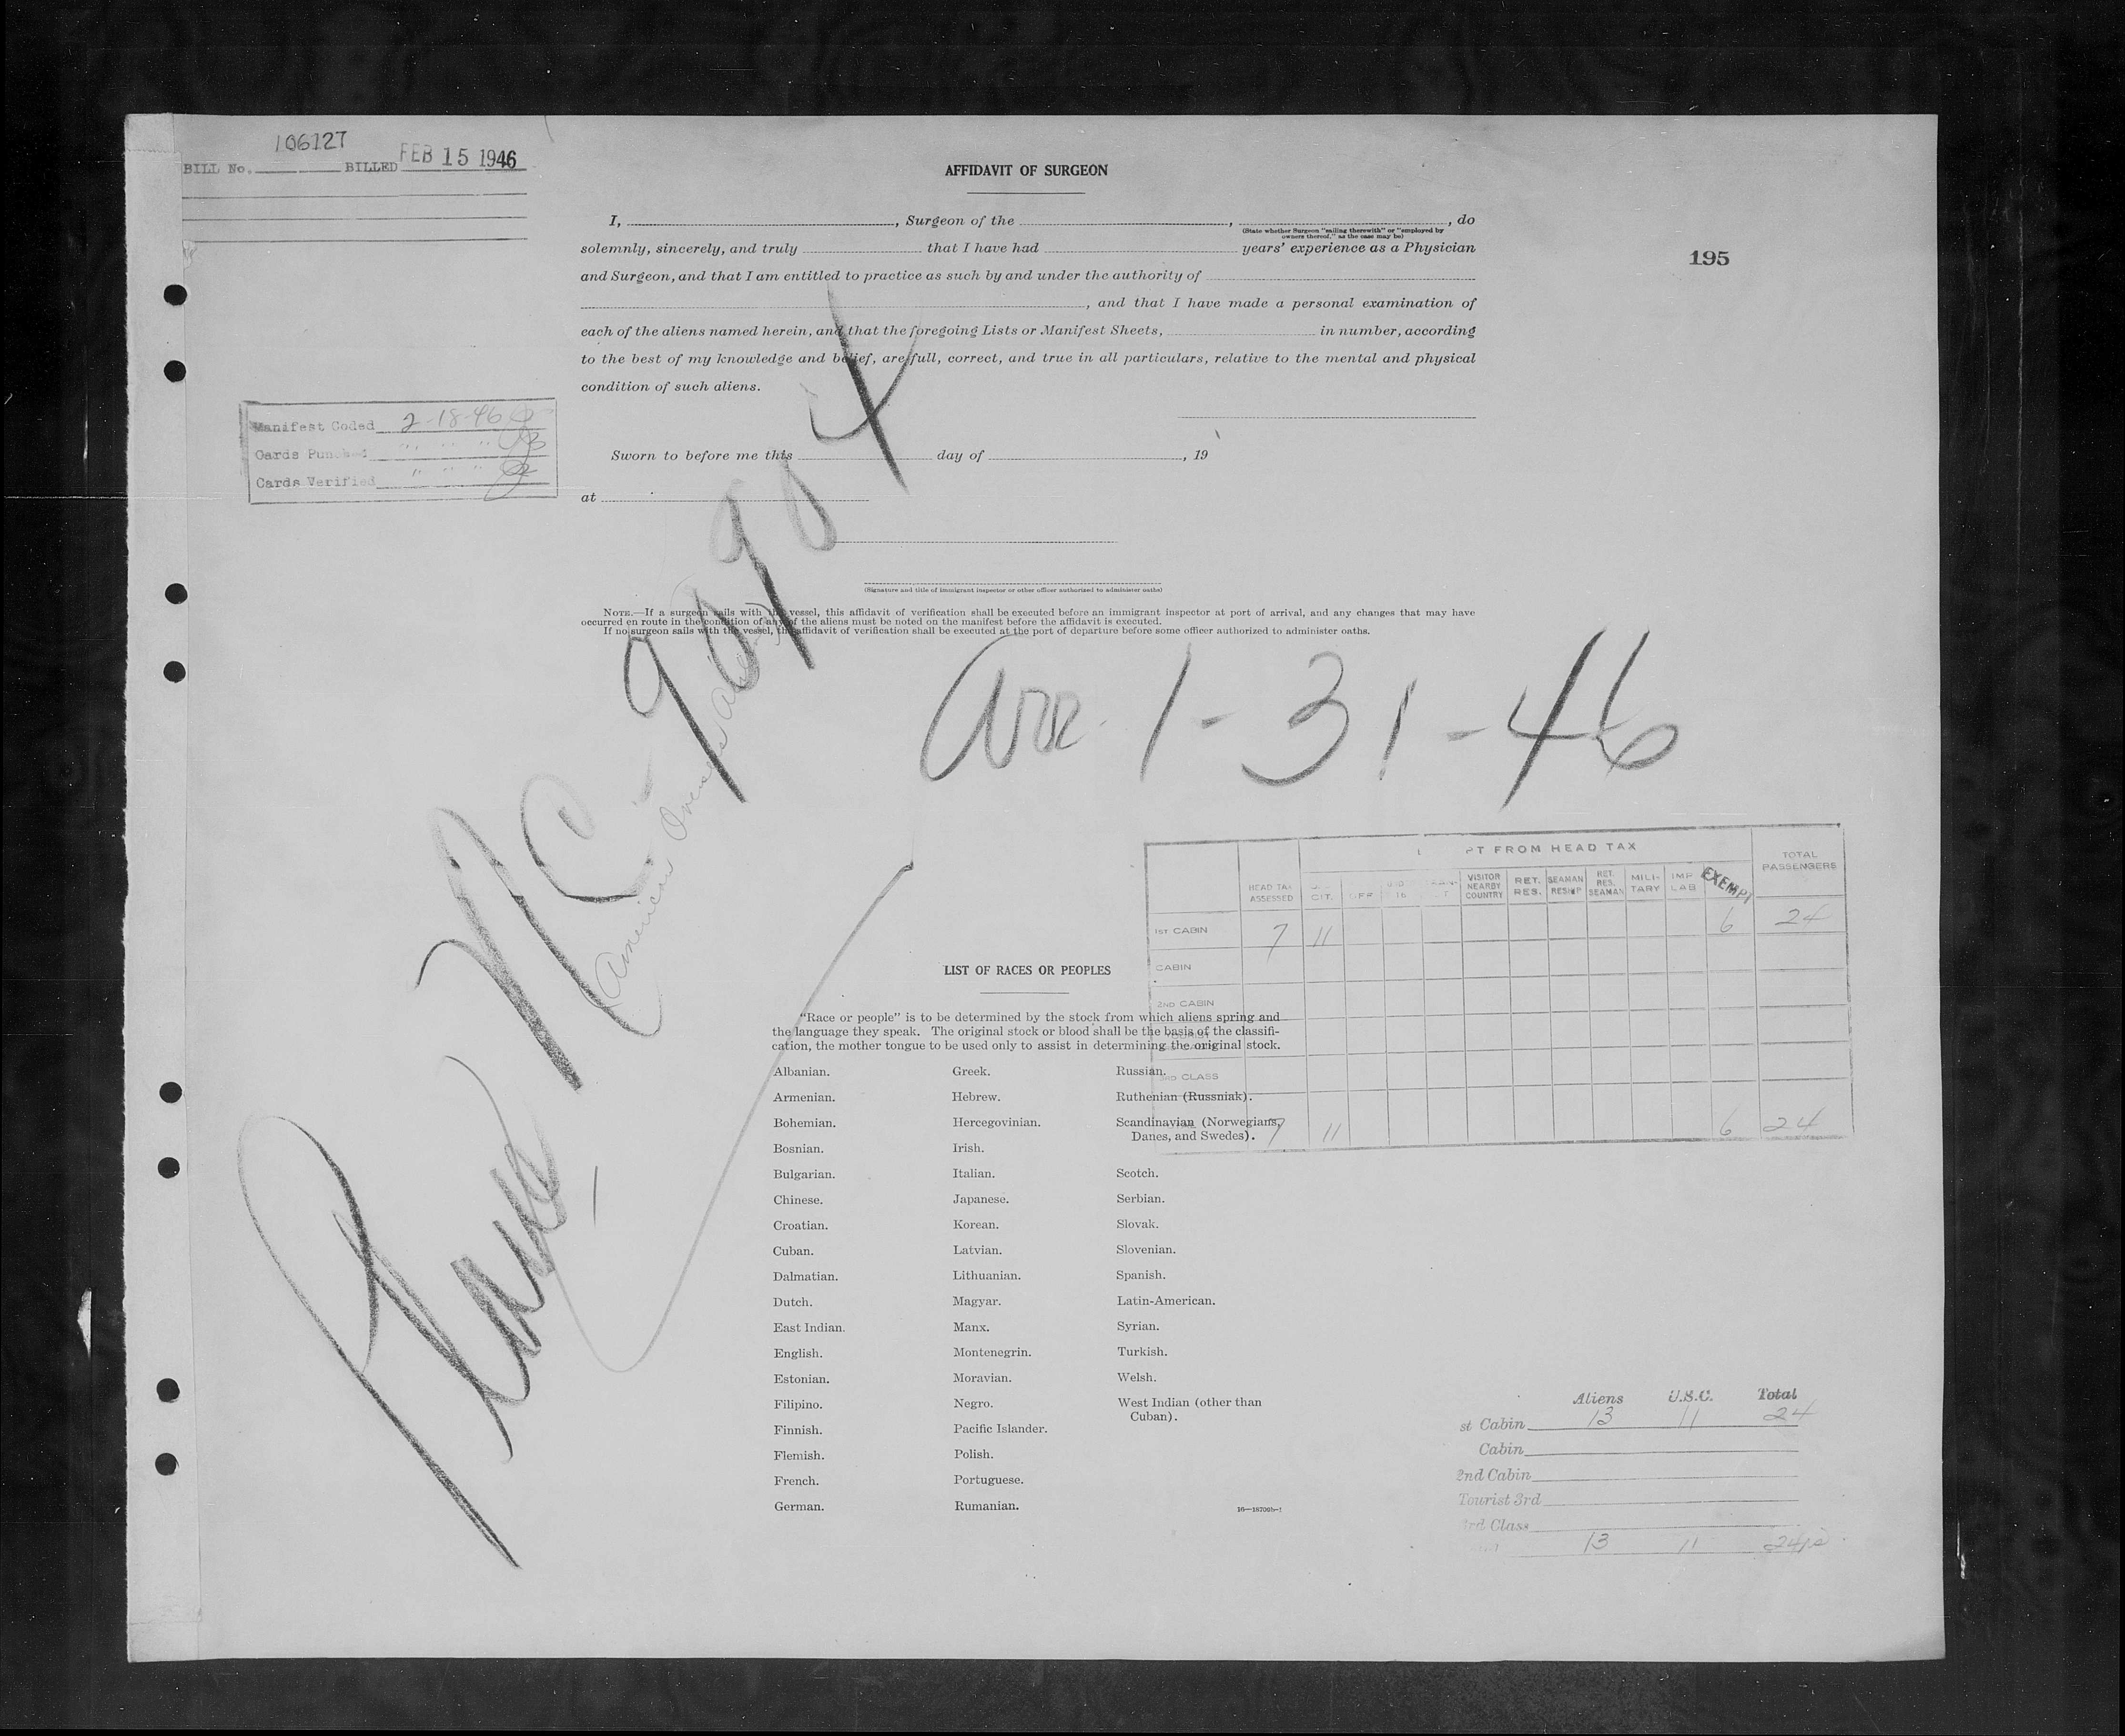 106127
BILL No. BILLED FEB 15 1946
AFFIDAVIT OF SURGEON
I, , Surgeon of the , , do
(State whether Surgeon "sailing therewith" or "employed by
owners thereof," as the case may be)
solemnly, sincerely, and truly that I have had years' experience as a Physician
and Surgeon, and that I am entitled to practice as such by and under the authority of
, and that I have made a personal examination of
each of the aliens named herein, and that the foregoing Lists or Manifest Sheets, in number, according
to the best of my knowledge and belief, are full, correct, and true in all particulars, relative to the mental and physical
condition of such aliens.
195
Manifest Coded 2-18-46
Cards Punched " " "
Cards Verified " " "
Sworn to before me this day of , 19
at
(Signature and title of immigrant inspector or other officer authorized to administer oaths)
NOTE.—If a surgeon sails with the vessel, this affidavit of verification shall be executed before an immigrant inspector at port of arrival, and any changes that may have
occurred en route in the condition of any of the aliens must be noted on the manifest before the affidavit is executed.
If no surgeon sails with the vessel, the affidavit of verification shall be executed at the port of departure before some officer authorized to administer oaths.
Plane NC-90904
American Overseas
Arr. 1-31-46
PT FROM HEAD TAX
TOTAL PASSENGERS
HEAD TAX ASSESSED CIT. VISITOR NEARBY COUNTRY RET. RES. SEAMAN RESHIP RET. RES. SEAMAN MILITARY IMP LAB EXEMPT
1ST CABIN 7 11 6 24
CABIN
2ND CABIN
TOURIST
3RD CLASS
7 11 6 24
LIST OF RACES OR PEOPLES
"Race or people" is to be determined by the stock from which aliens spring and
the language they speak. The original stock or blood shall be the basis of the classifi-
cation, the mother tongue to be used only to assist in determining the original stock.
Albanian. Greek. Russian.
Armenian. Hebrew. Ruthenian (Russniak).
Bohemian. Hercegovinian. Scandinavian (Norwegians,
Danes, and Swedes).
Bosnian. Irish.
Bulgarian. Italian. Scotch.
Chinese. Japanese. Serbian.
Croatian. Korean. Slovak.
Cuban. Latvian. Slovenian.
Dalmatian. Lithuanian. Spanish.
Dutch. Magyar. Latin-American.
East Indian. Manx. Syrian.
English. Montenegrin. Turkish.
Estonian. Moravian. Welsh.
Filipino. Negro. West Indian (other than
Cuban).
Finnish. Pacific Islander.
Flemish. Polish.
French. Portuguese.
German. Rumanian.
16—18706b-1
Aliens U.S.C. Total
st Cabin 13 11 24
Cabin
2nd Cabin
Tourist 3rd
3rd Class
13 11 24